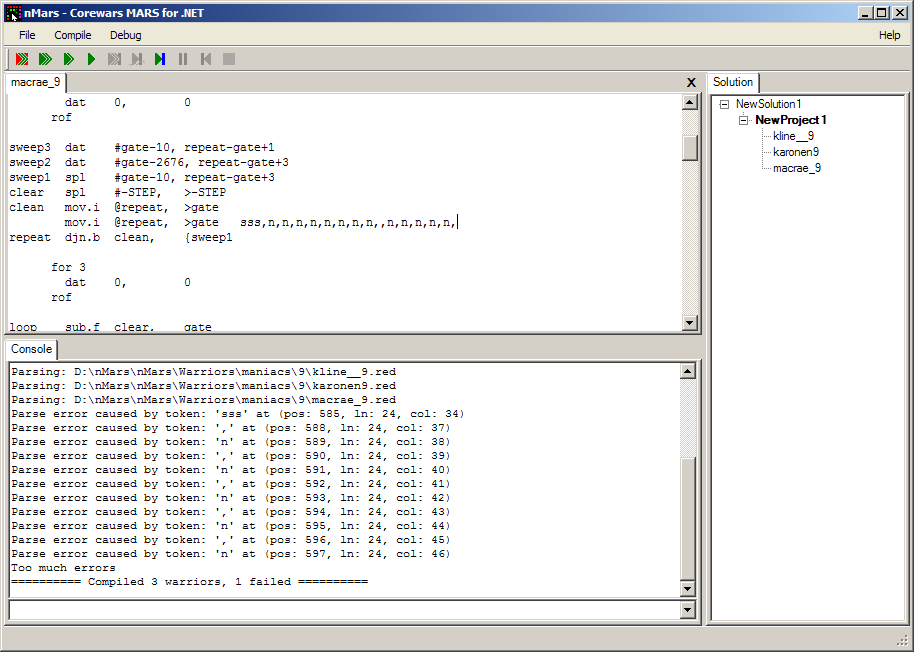 nMars - Corewars MARS for .NET
File Compile Debug Help
macrae_9 X
dat 0, 0
rof
sweep3 dat #gate-10, repeat-gate+1
sweep2 dat #gate-2676, repeat-gate+3
sweep1 spl #gate-10, repeat-gate+3
clear spl #-STEP, >-STEP
clean mov.i @repeat, >gate
mov.i @repeat, >gate sss,n,n,n,n,n,n,n,n,,n,n,n,n,n,
repeat djn.b clean, {sweep1
for 3
dat 0, 0
rof
loop sub.f clear, gate
Console
Parsing: D:\nMars\nMars\Warriors\maniacs\9\kline__9.red
Parsing: D:\nMars\nMars\Warriors\maniacs\9\karonen9.red
Parsing: D:\nMars\nMars\Warriors\maniacs\9\macrae_9.red
Parse error caused by token: 'sss' at (pos: 585, ln: 24, col: 34)
Parse error caused by token: ',' at (pos: 588, ln: 24, col: 37)
Parse error caused by token: 'n' at (pos: 589, ln: 24, col: 38)
Parse error caused by token: ',' at (pos: 590, ln: 24, col: 39)
Parse error caused by token: 'n' at (pos: 591, ln: 24, col: 40)
Parse error caused by token: ',' at (pos: 592, ln: 24, col: 41)
Parse error caused by token: 'n' at (pos: 593, ln: 24, col: 42)
Parse error caused by token: ',' at (pos: 594, ln: 24, col: 43)
Parse error caused by token: 'n' at (pos: 595, ln: 24, col: 44)
Parse error caused by token: ',' at (pos: 596, ln: 24, col: 45)
Parse error caused by token: 'n' at (pos: 597, ln: 24, col: 46)
Too much errors
========== Compiled 3 warriors, 1 failed ==========
Solution
NewSolution1
NewProject1
kline__9
karonen9
macrae_9